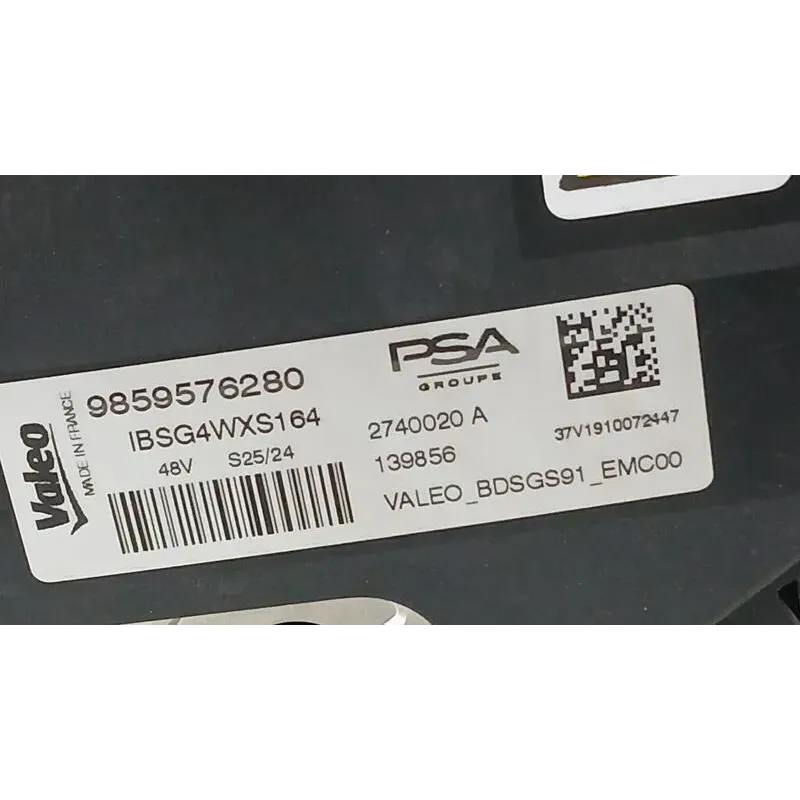 Valeo
MADE IN FRANCE
9859576280
IBSG4WXS164
48V S25/24
PSA
GROUPE
2740020 A
139856
VALEO_BDSGS91_EMC00
37V1910072447